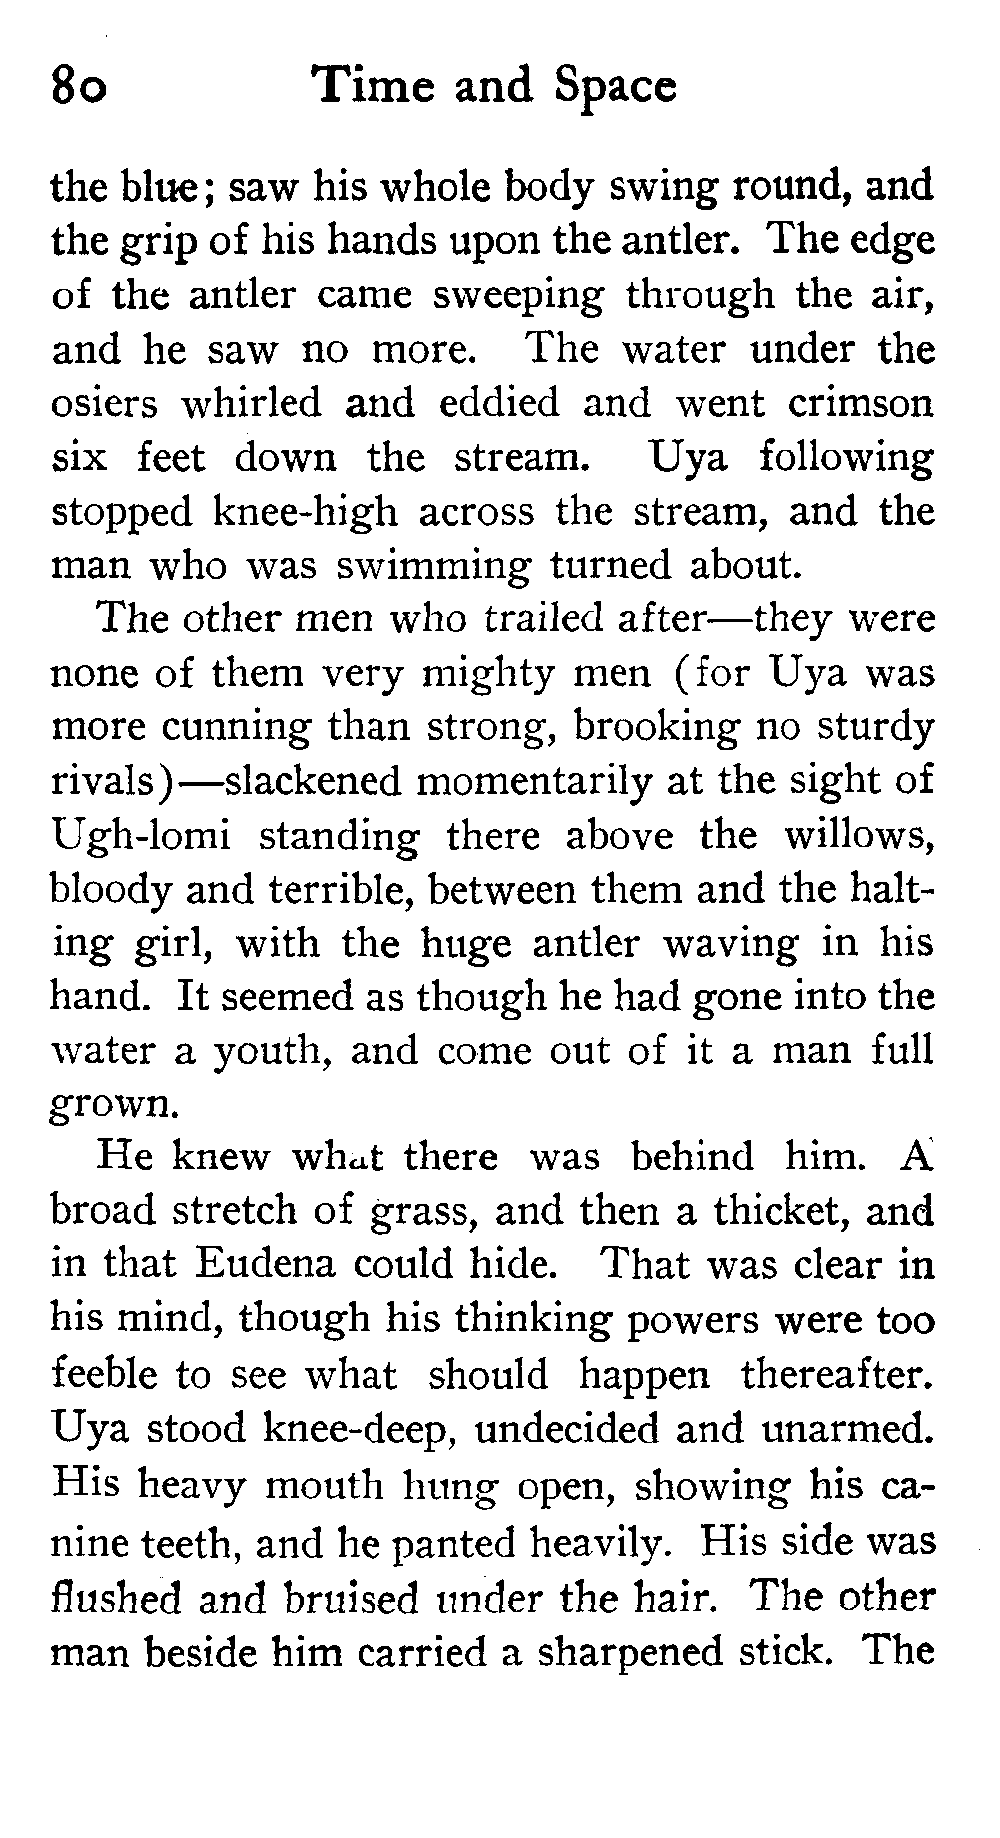 80 Time and Space
the blue; saw his whole body swing round, and
the grip of his hands upon the antler. The edge
of the antler came sweeping through the air,
and he saw no more. The water under the
osiers whirled and eddied and went crimson
six feet down the stream. Uya following
stopped knee-high across the stream, and the
man who was swimming turned about.
The other men who trailed after—they were
none of them very mighty men (for Uya was
more cunning than strong, brooking no sturdy
rivals)—slackened momentarily at the sight of
Ugh-lomi standing there above the willows,
bloody and terrible, between them and the halt-
ing girl, with the huge antler waving in his
hand. It seemed as though he had gone into the
water a youth, and come out of it a man full
grown.
He knew what there was behind him. A
broad stretch of grass, and then a thicket, and
in that Eudena could hide. That was clear in
his mind, though his thinking powers were too
feeble to see what should happen thereafter.
Uya stood knee-deep, undecided and unarmed.
His heavy mouth hung open, showing his ca-
nine teeth, and he panted heavily. His side was
flushed and bruised under the hair. The other
man beside him carried a sharpened stick. The